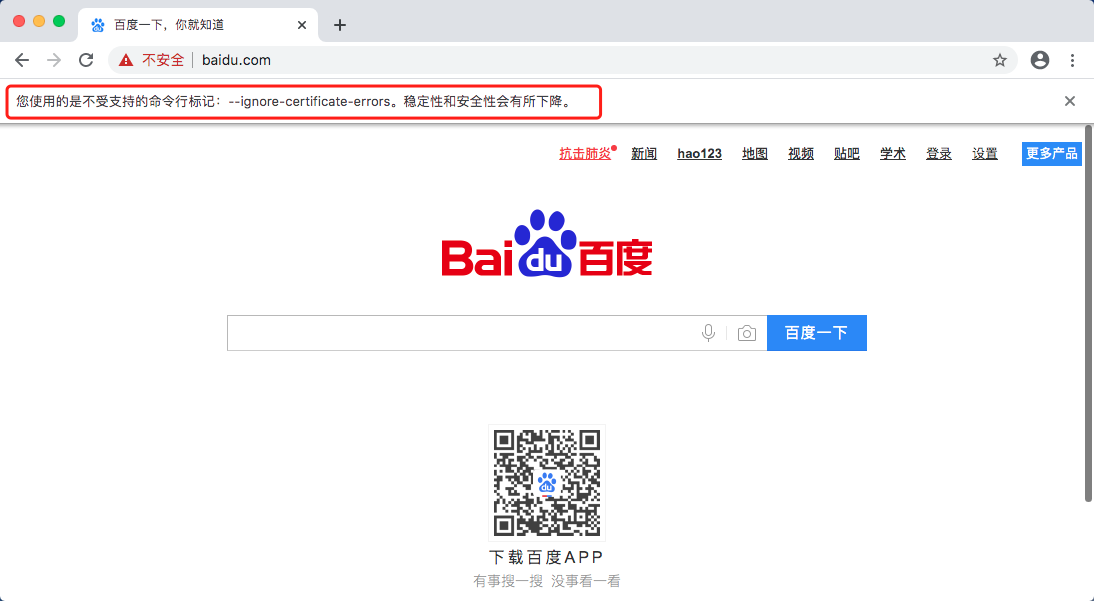 百度一下，你就知道
不安全 baidu.com
您使用的是不受支持的命令行标记：--ignore-certificate-errors。稳定性和安全性会有所下降。
抗击肺炎 新闻 hao123 地图 视频 贴吧 学术 登录 设置 更多产品
Bai du 百度
百度一下
du
下载百度APP
有事搜一搜 没事看一看